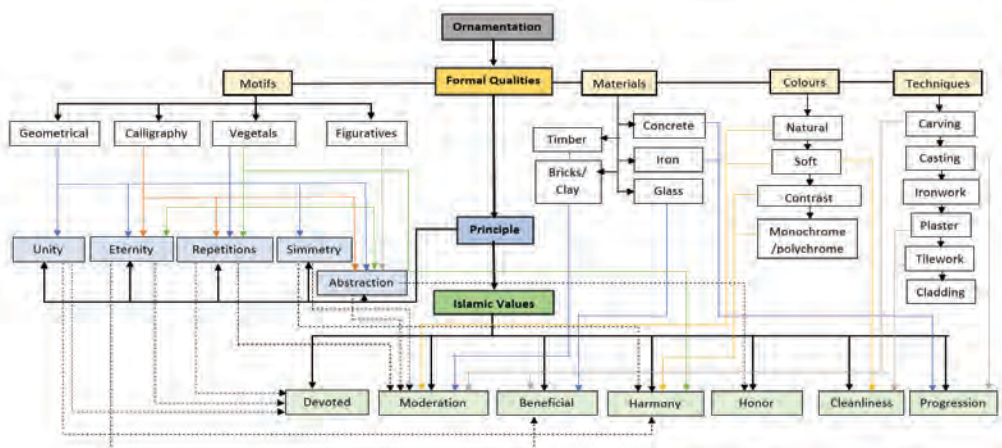 Ornamentation
Formal Qualities
Motifs
Materials
Colours
Techniques
Geometrical
Calligraphy
Vegetals
Figuratives
Timber
Bricks/
Clay
Concrete
Iron
Glass
Natural
Soft
Contrast
Monochrome
/polychrome
Carving
Casting
Ironwork
Plaster
Tilework
Cladding
Unity
Eternity
Repetitions
Simmetry
Abstraction
Principle
Islamic Values
Devoted
Moderation
Beneficial
Harmony
Honor
Cleanliness
Progression